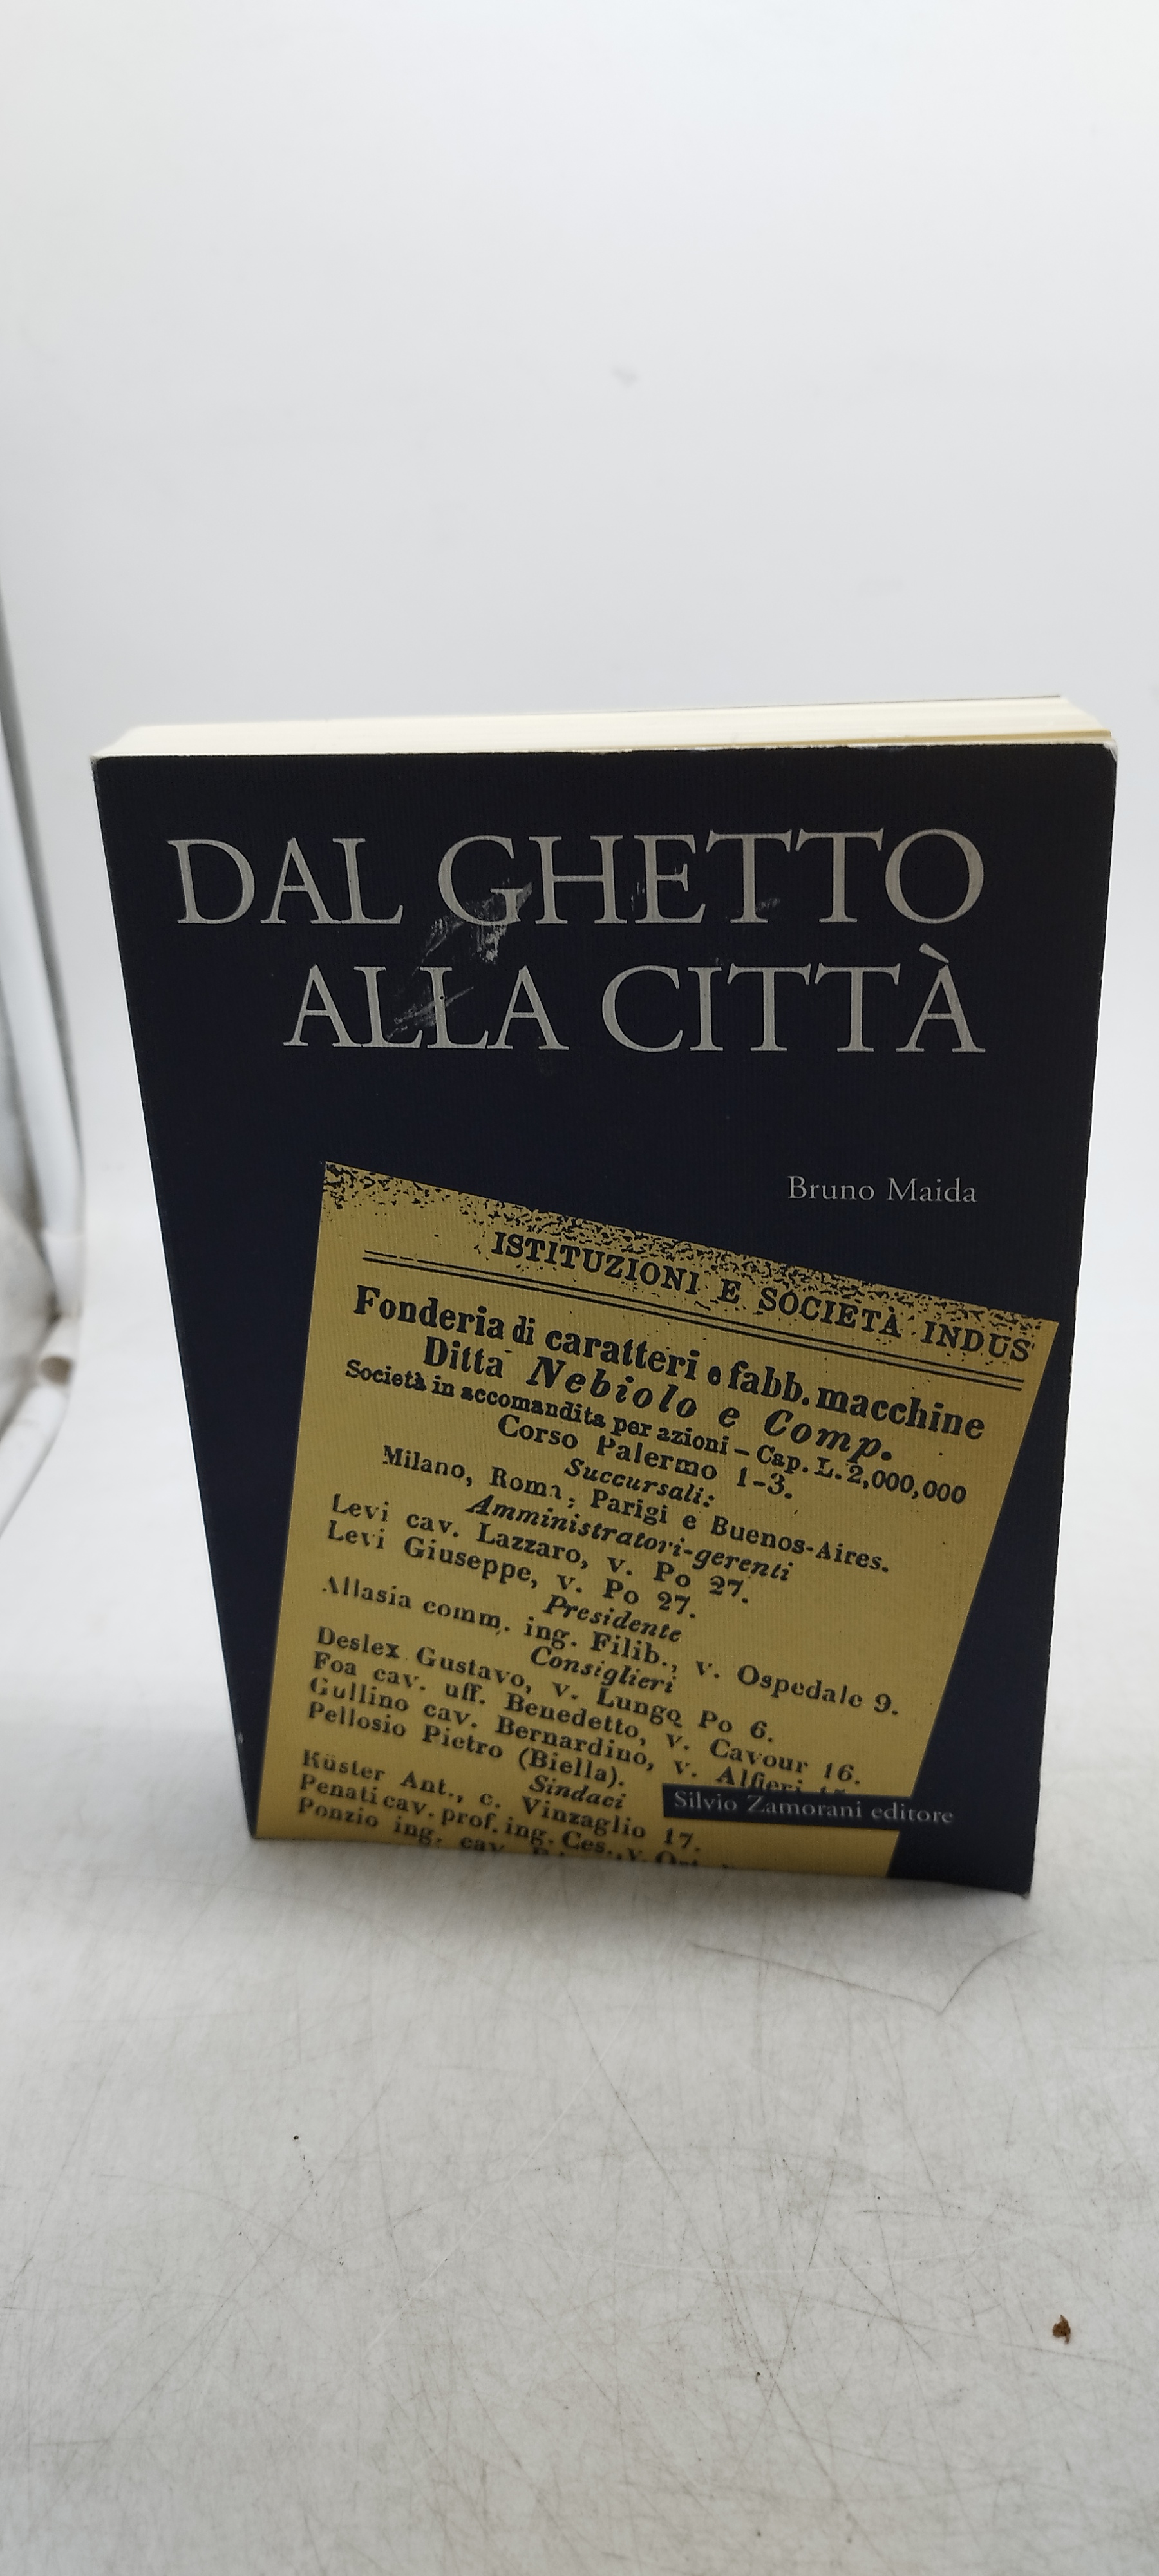 DAL GHETTO
ALLA CITTÀ
Bruno Maida
ISTITUZIONI E SOCIETÀ INDUS
Fonderia di caratteri e fabb. macchine
Ditta Nebiolo e Comp.
Società in accomandita per azioni – Cap. L. 2,000,000
Corso Palermo 1-3.
Succursali:
Milano, Roma, Parigi e Buenos-Aires.
Amministratori-gerenti
Levi cav. Lazzaro, v. Po 27.
Levi Giuseppe, v. Po 27.
Presidente
Allasia comm. ing. Filib., v. Ospedale 9.
Consiglieri
Deslex Gustavo, v. Lungo Po 6.
Foa cav. uff. Benedetto, v. Cavour 16.
Gullino cav. Bernardino, v. Alfieri
Pellosio Pietro (Biella).
Sindaci
Küster Ant., c. Vinzaglio 17.
Penati cav. prof. ing. Ces., v.
Ponzio ing. cav.
Silvio Zamorani editore